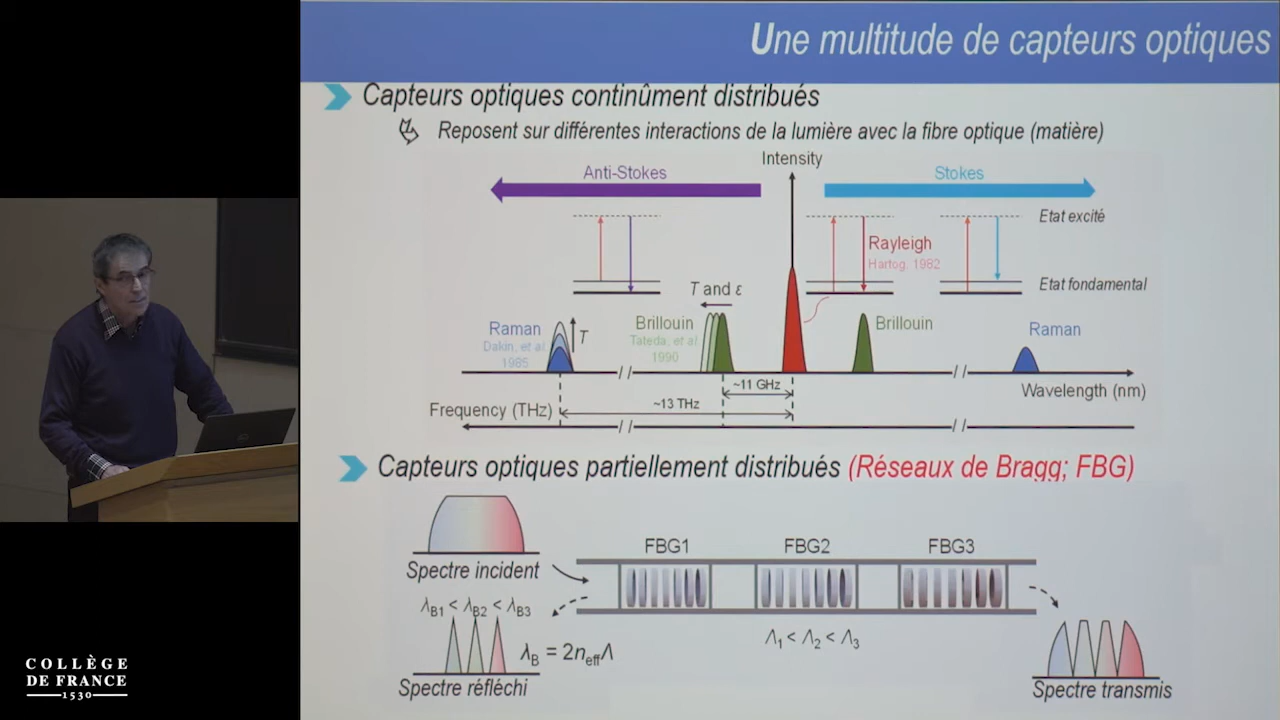 Une multitude de capteurs optiques
Capteurs optiques continûment distribués
Reposent sur différentes interactions de la lumière avec la fibre optique (matière)
Intensity
Anti-Stokes
Stokes
Etat excité
Rayleigh
Hartog, 1982
Etat fondamental
T and ε
Raman
Dakin, et al.
1985
T
Brillouin
Tateda, et al
1990
Brillouin
Raman
~11 GHz
Wavelength (nm)
~13 THz
Frequency (THz)
Capteurs optiques partiellement distribués (Réseaux de Bragg; FBG)
FBG1
FBG2
FBG3
Spectre incident
λB1 < λB2 < λB3
Λ1 < Λ2 < Λ3
λB = 2neffΛ
Spectre réfléchi
Spectre transmis
COLLÈGE
DE FRANCE
1530